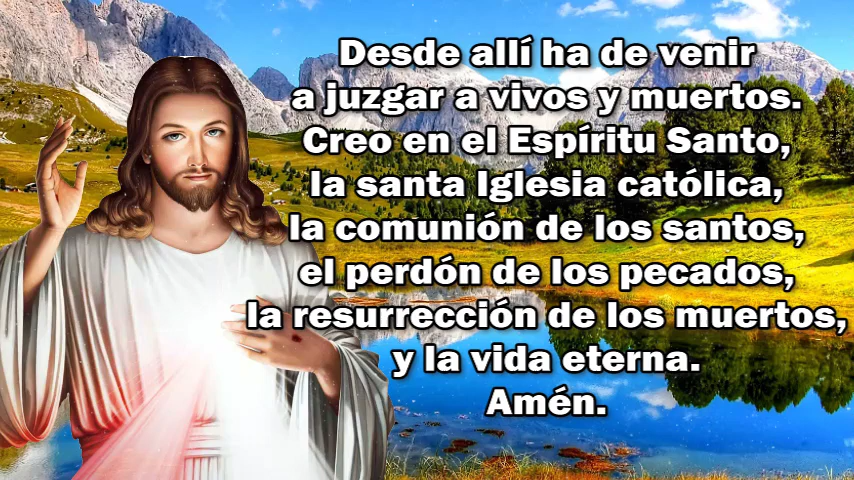 Desde allí ha de venir
a juzgar a vivos y muertos.
Creo en el Espíritu Santo,
la santa Iglesia católica,
la comunión de los santos,
el perdón de los pecados,
la resurrección de los muertos,
y la vida eterna.
Amén.